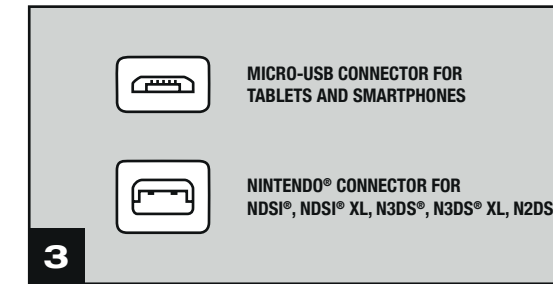 MICRO-USB CONNECTOR FOR
TABLETS AND SMARTPHONES
NINTENDO® CONNECTOR FOR
NDSI®, NDSI® XL, N3DS®, N3DS® XL, N2DS
3